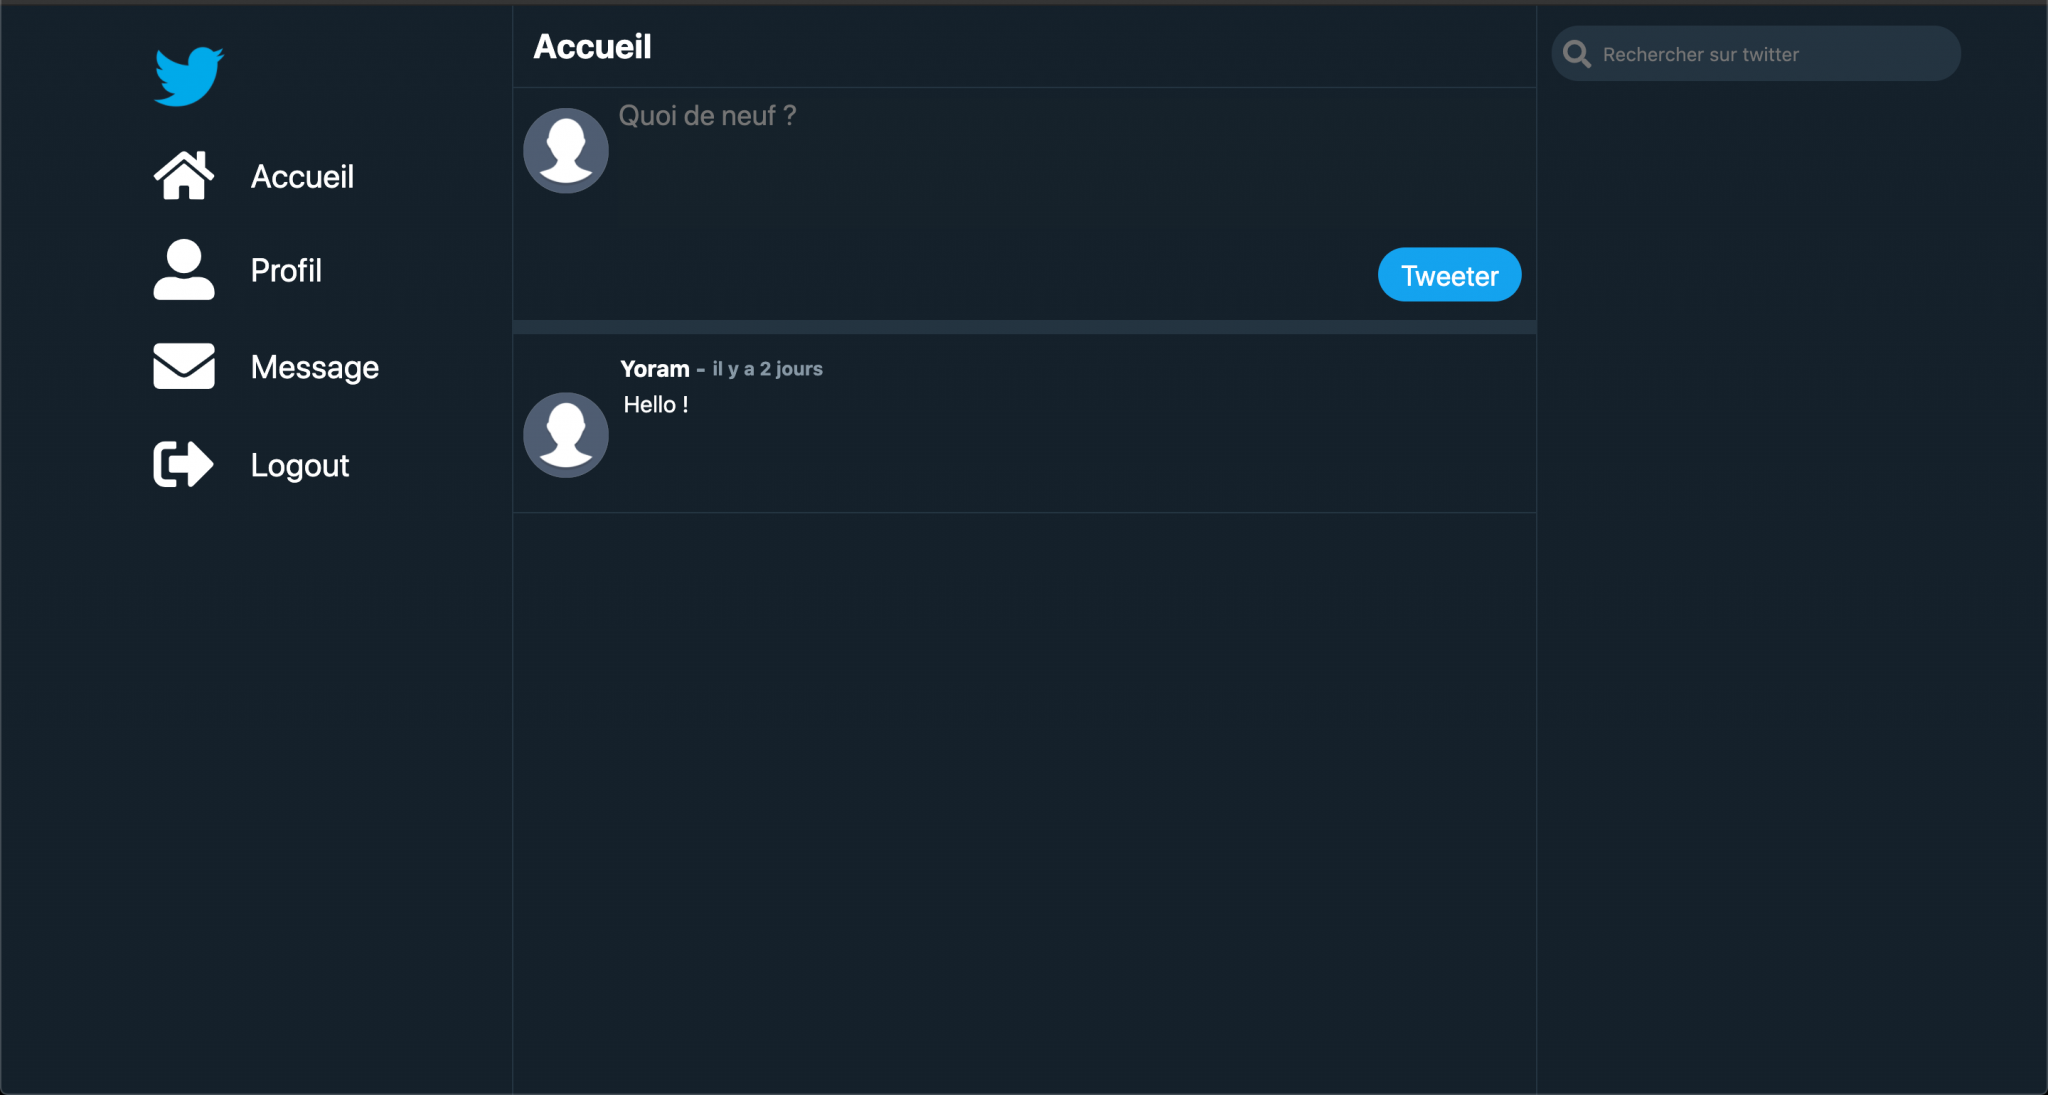 Accueil
Profil
Message
Logout
Accueil
Quoi de neuf ?
Tweeter
Yoram - il y a 2 jours
Hello !
Rechercher sur twitter